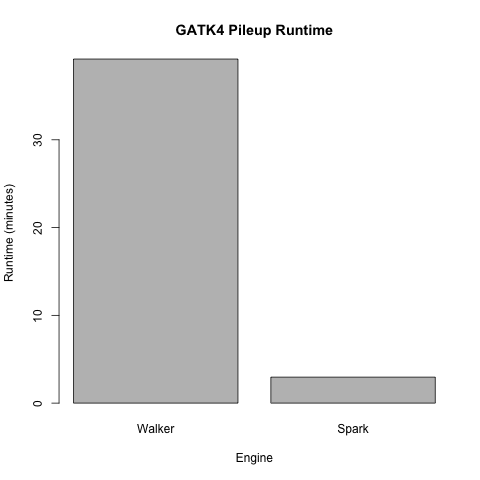 GATK4 Pileup Runtime
Runtime (minutes)
30
20
10
0
Walker
Spark
Engine